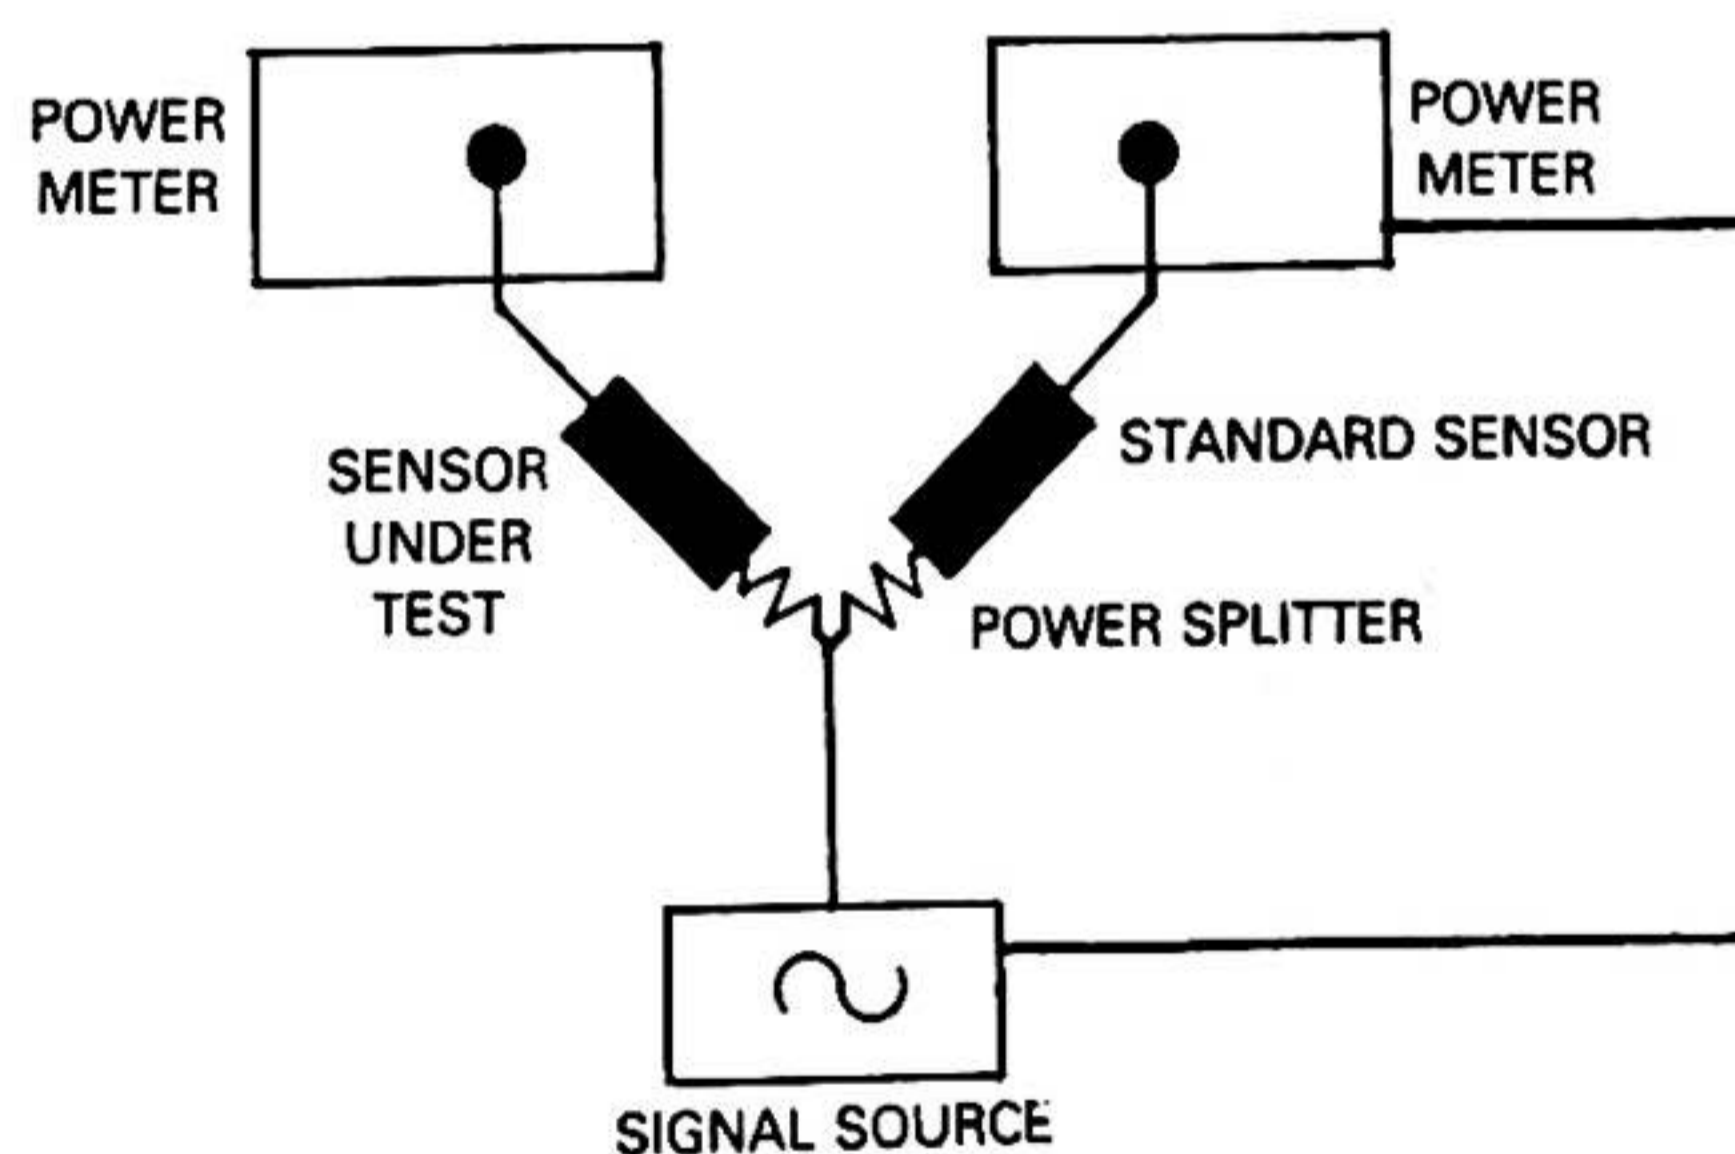 POWER
METER
POWER
METER
SENSOR
UNDER
TEST
STANDARD SENSOR
POWER SPLITTER
SIGNAL SOURCE